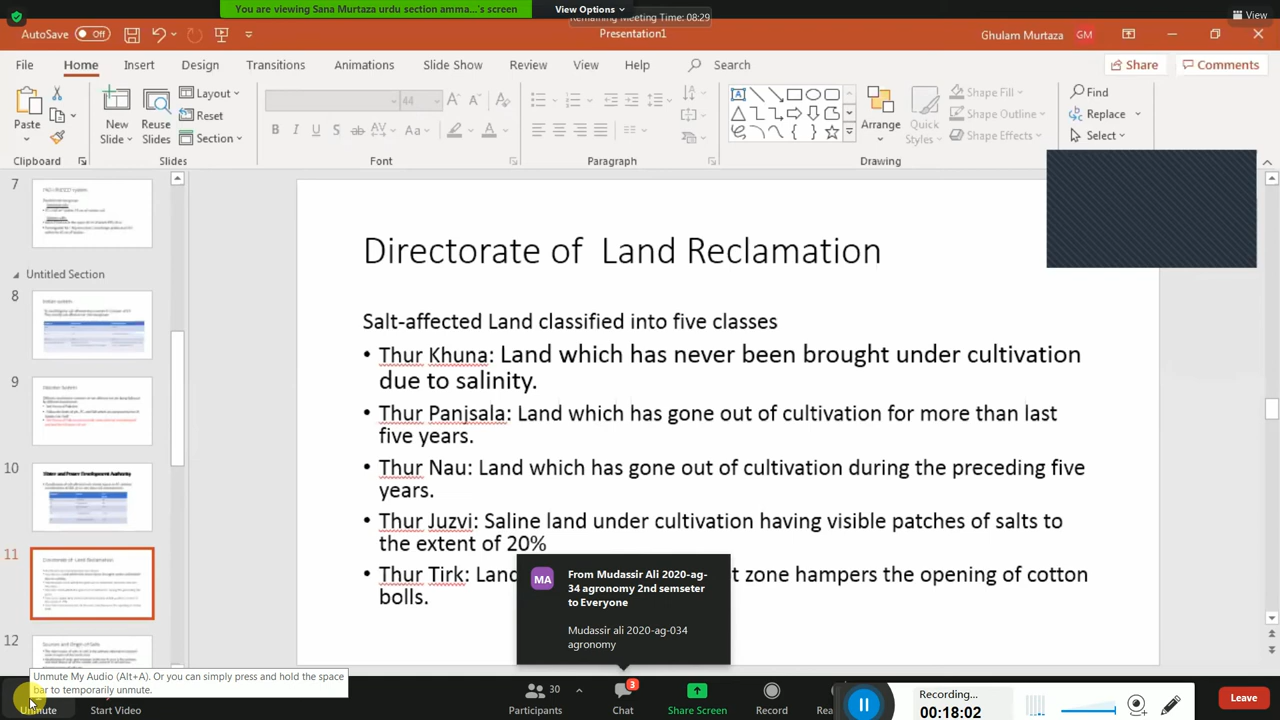 You are viewing Sana Murtaza urdu section amma...'s screen
View Options
View
Remaining Meeting Time: 08:29
AutoSave Off
Presentation1
Ghulam Murtaza GM
File Home Insert Design Transitions Animations Slide Show Review View Help Search
Share Comments
Paste
New Slides
Reuse Slides
Layout
Reset
Section
44
Aa
Arrange
Quick Styles
Shape Fill
Shape Outline
Shape Effects
Find
Replace
Select
Clipboard Slides Font Paragraph Drawing
7
Untitled Section
8
9
10
11
12
Directorate of Land Reclamation
Salt-affected Land classified into five classes
• Thur Khuna: Land which has never been brought under cultivation
due to salinity.
• Thur Panjsala: Land which has gone out of cultivation for more than last
five years.
• Thur Nau: Land which has gone out of cultivation during the preceding five
years.
• Thur Juzvi: Saline land under cultivation having visible patches of salts to
the extent of 20%
• Thur Tirk: Land t zone hampers the opening of cotton
bolls.
MA
From Mudassir Ali 2020-ag-
34 agronomy 2nd semseter
to Everyone
Mudassir ali 2020-ag-034
agronomy
Unmute My Audio (Alt+A). Or you can simply press and hold the space
bar to temporarily unmute.
Unmute
Start Video
30
Participants
3
Chat
Share Screen
Record
Rea
Recording...
00:18:02
Leave